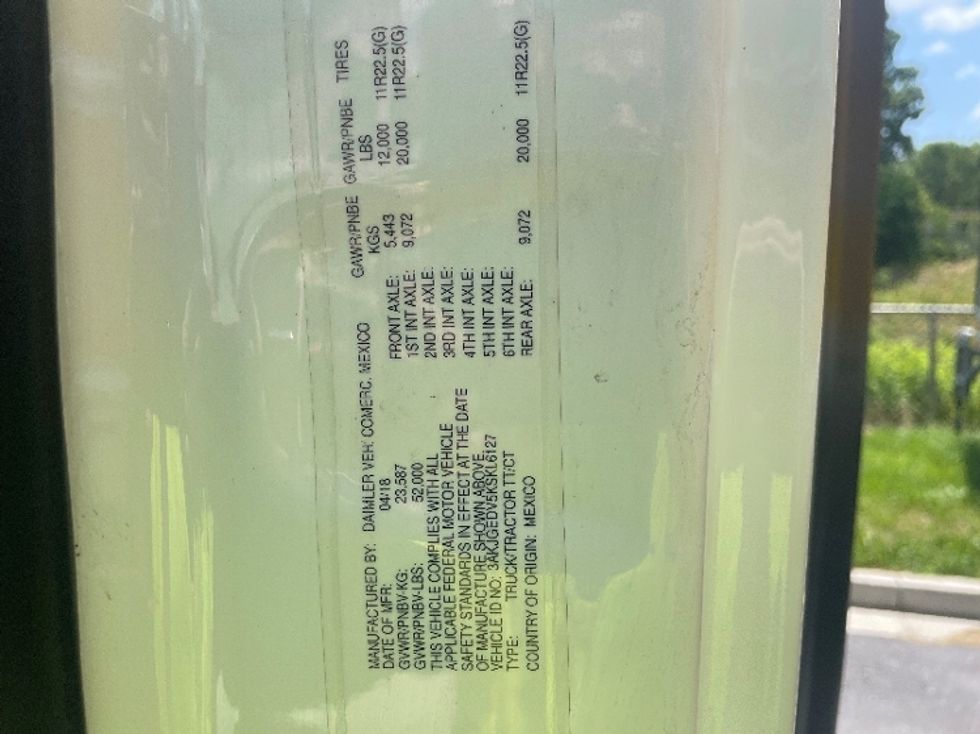 MANUFACTURED BY: DAIMLER VEH. COMERC. MEXICO
DATE OF MFR: 04/18
GVWR/PNBV-KG: 23,587
GVWR/PNBV-LBS: 52,000
THIS VEHICLE COMPLIES WITH ALL
APPLICABLE FEDERAL MOTOR VEHICLE
SAFETY STANDARDS IN EFFECT AT THE DATE
OF MANUFACTURE SHOWN ABOVE.
VEHICLE ID NO: 3AKJGEDV5KSKL6127
TYPE: TRUCK/TRACTOR TT/CT
COUNTRY OF ORIGIN: MEXICO
GAWR/PNBE GAWR/PNBE TIRES
KGS LBS
FRONT AXLE: 5,443 12,000 11R22.5(G)
1ST INT AXLE: 9,072 20,000 11R22.5(G)
2ND INT AXLE:
3RD INT AXLE:
4TH INT AXLE:
5TH INT AXLE:
6TH INT AXLE:
REAR AXLE: 9,072 20,000 11R22.5(G)